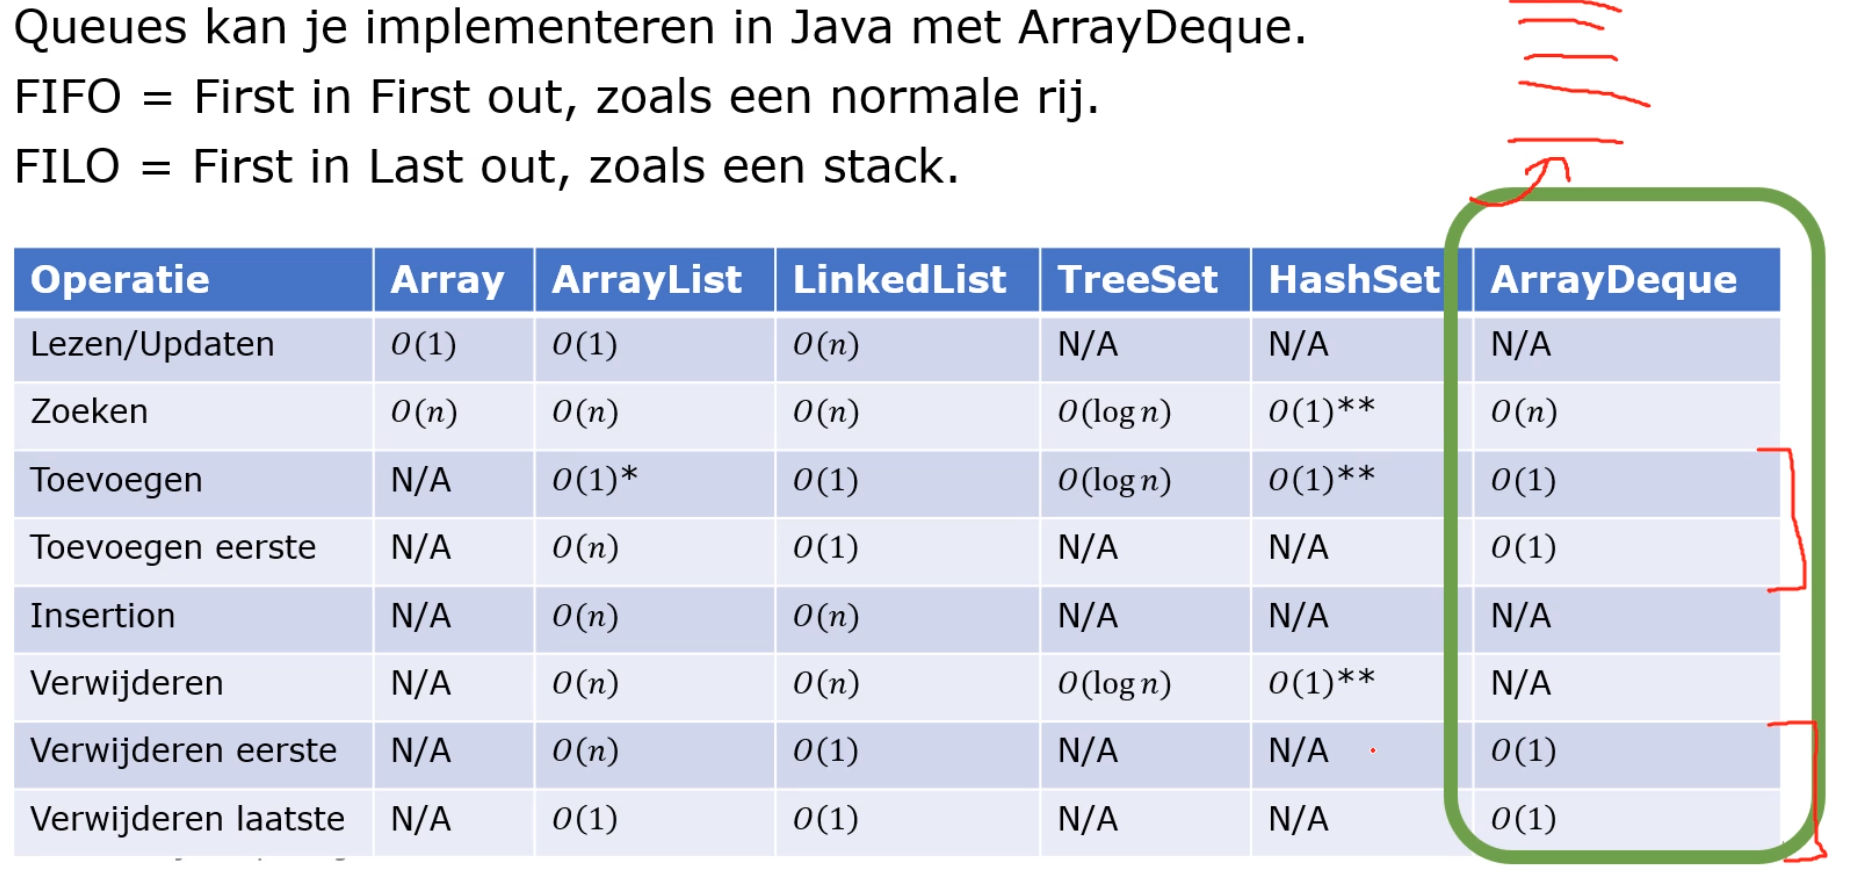 Queues kan je implementeren in Java met ArrayDeque.
FIFO = First in First out, zoals een normale rij.
FILO = First in Last out, zoals een stack.
Operatie Array ArrayList LinkedList TreeSet HashSet ArrayDeque
Lezen/Updaten O(1) O(1) O(n) N/A N/A N/A
Zoeken O(n) O(n) O(n) O(log n) O(1)** O(n)
Toevoegen N/A O(1)* O(1) O(log n) O(1)** O(1)
Toevoegen eerste N/A O(n) O(1) N/A N/A O(1)
Insertion N/A O(n) O(n) N/A N/A N/A
Verwijderen N/A O(n) O(n) O(log n) O(1)** N/A
Verwijderen eerste N/A O(n) O(1) N/A N/A O(1)
Verwijderen laatste N/A O(1) O(1) N/A N/A O(1)